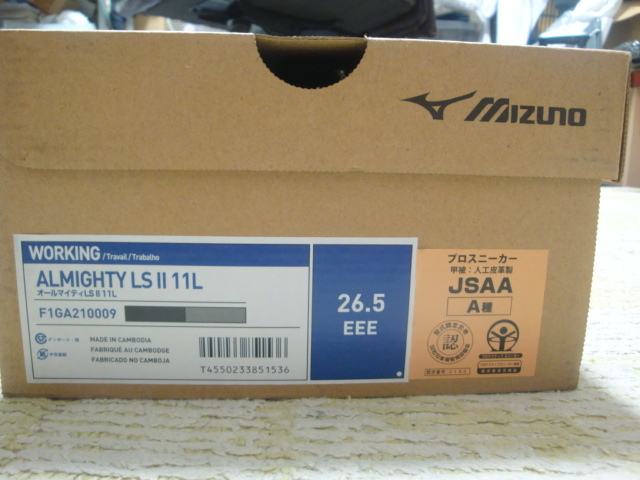 MIZUNO
WORKING / Travail / Trabalho
ALMIGHTY LS II 11L
オールマイティLS II 11L
F1GA210009
MADE IN CAMBODIA
FABRIQUÉ AU CAMBODGE
FABRICADO NO CAMBOJA
T4550233851536
26.5
EEE
プロスニーカー
甲被:人工皮革製
JSAA
A種
認